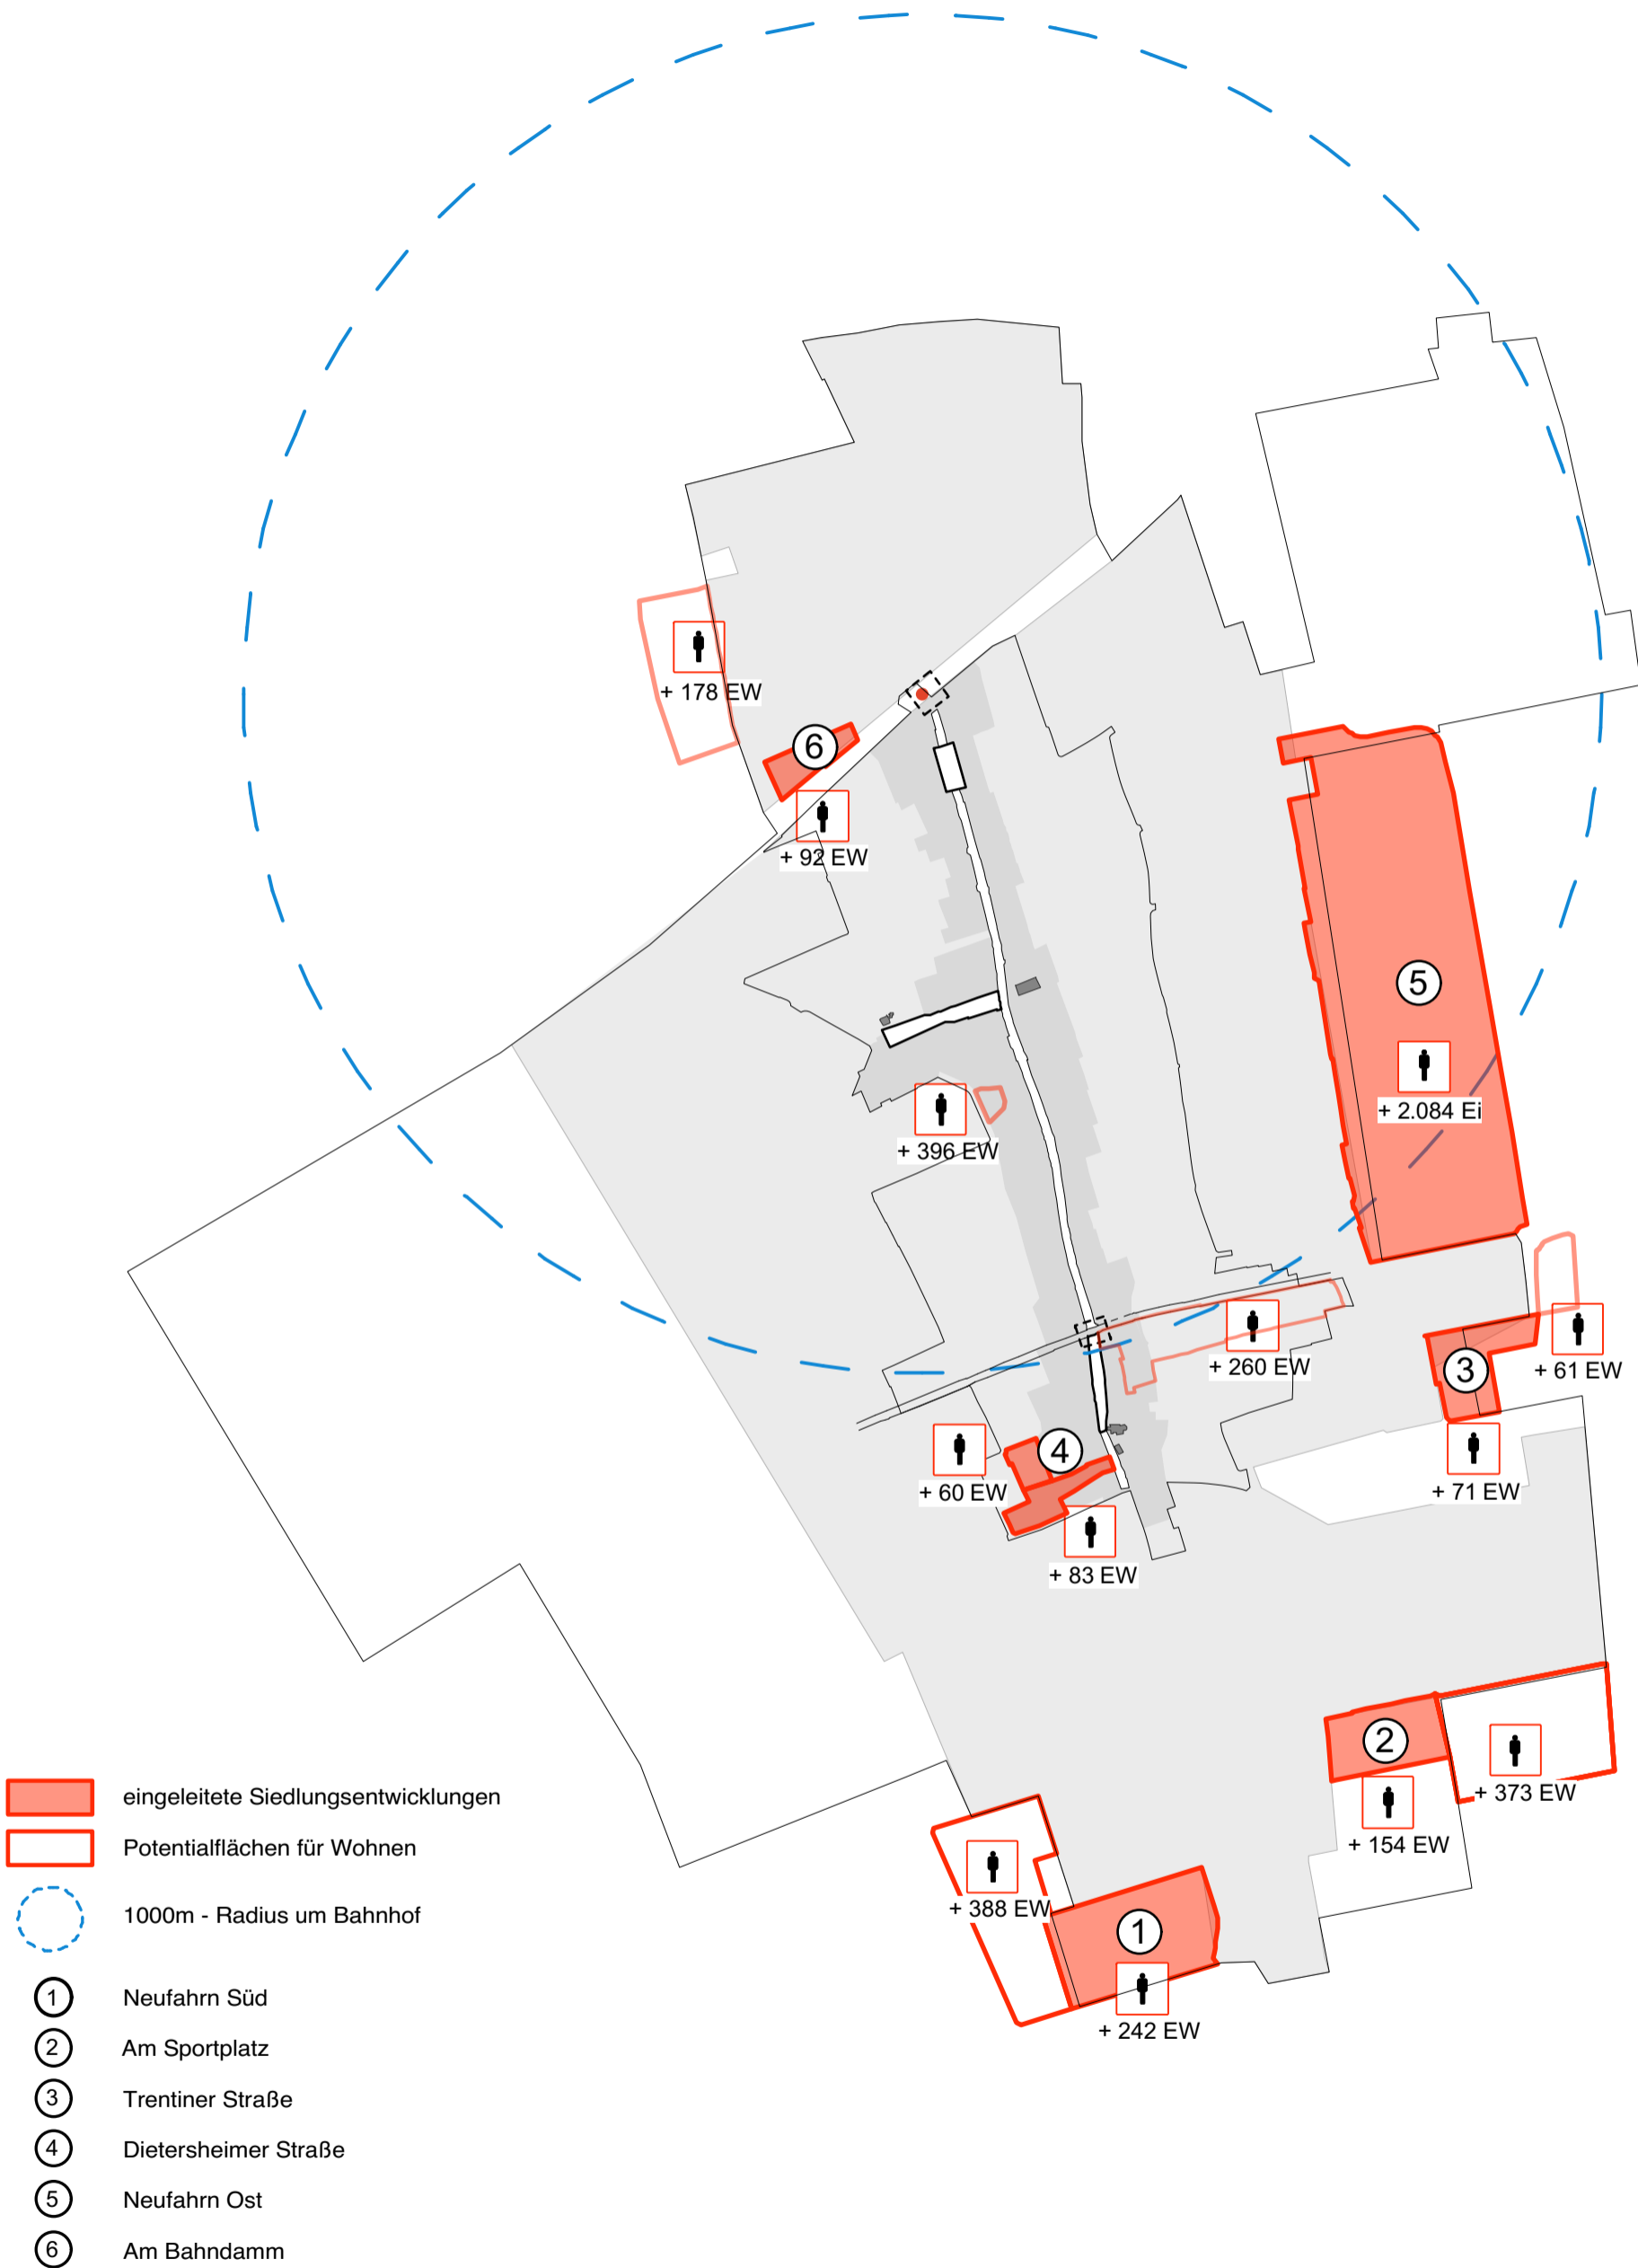 + 178 EW
6
+ 92 EW
5
+ 2.084 Ei
+ 396 EW
+ 260 EW
3
+ 61 EW
4
+ 60 EW
+ 71 EW
+ 83 EW
2
+ 373 EW
+ 154 EW
+ 388 EW
1
+ 242 EW
eingeleitete Siedlungsentwicklungen
Potentialflächen für Wohnen
1000m - Radius um Bahnhof
1 Neufahrn Süd
2 Am Sportplatz
3 Trentiner Straße
4 Dietersheimer Straße
5 Neufahrn Ost
6 Am Bahndamm